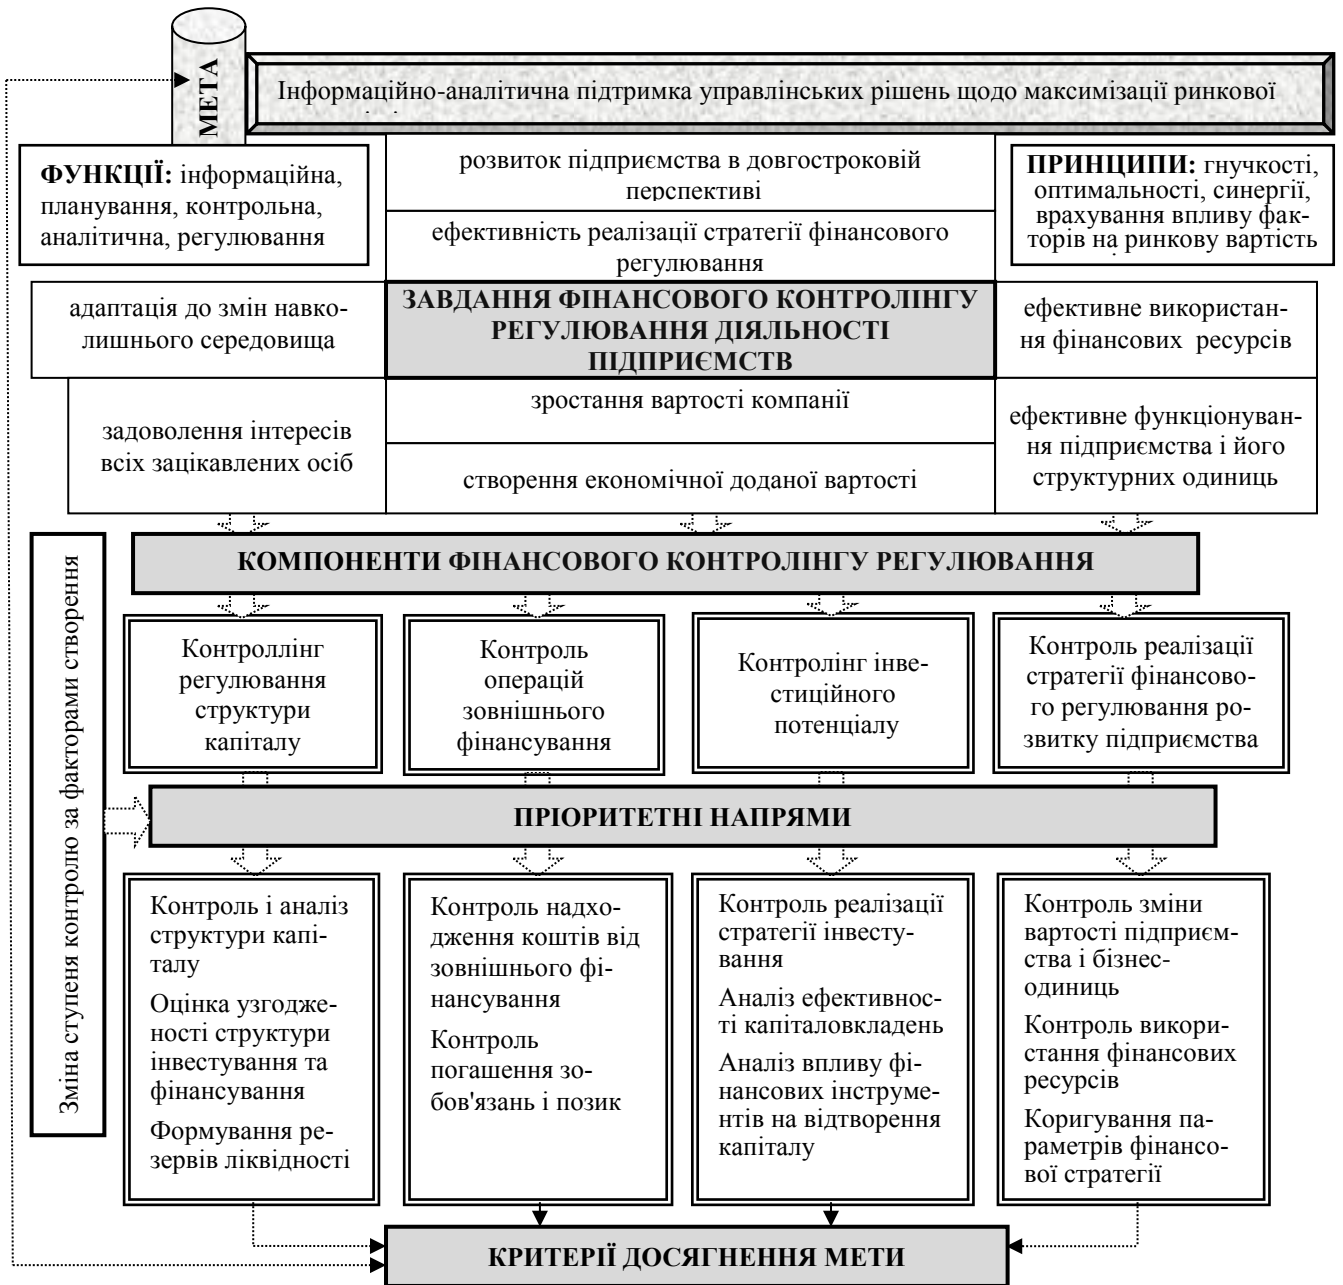 МЕТА
Інформаційно-аналітична підтримка управлінських рішень щодо максимізації ринкової
ФУНКЦІЇ: інформаційна,
планування, контрольна,
аналітична, регулювання
розвиток підприємства в довгостроковій
перспективі
ефективність реалізації стратегії фінансового
регулювання
ПРИНЦИПИ: гнучкості,
оптимальності, синергії,
врахування впливу фак-
торів на ринкову вартість
адаптація до змін навко-
лишнього середовища
ЗАВДАННЯ ФІНАНСОВОГО КОНТРОЛІНГУ
РЕГУЛЮВАННЯ ДІЯЛЬНОСТІ
ПІДПРИЄМСТВ
ефективне використан-
ня фінансових ресурсів
задоволення інтересів
всіх зацікавлених осіб
зростання вартості компанії
створення економічної доданої вартості
ефективне функціонуван-
ня підприємства і його
структурних одиниць
Зміна ступеня контролю за факторами створення
КОМПОНЕНТИ ФІНАНСОВОГО КОНТРОЛІНГУ РЕГУЛЮВАННЯ
Контроллінг
регулювання
структури
капіталу
Контроль
операцій
зовнішнього
фінансування
Контролінг інве-
стиційного
потенціалу
Контроль реалізації
стратегії фінансово-
го регулювання ро-
звитку підприємства
ПРІОРИТЕТНІ НАПРЯМИ
Контроль і аналіз
структури капі-
талу
Оцінка узгодже-
ності структури
інвестування та
фінансування
Формування ре-
зервів ліквідності
Контроль надхо-
дження коштів від
зовнішнього фі-
нансування
Контроль
погашення зо-
бов'язань і позик
Контроль реалізації
стратегії інвесту-
вання
Аналіз ефективнос-
ті капіталовкладень
Аналіз впливу фі-
нансових інструме-
нтів на відтворення
капіталу
Контроль зміни
вартості підприєм-
ства і бізнес-
одиниць
Контроль викори-
стання фінансових
ресурсів
Коригування па-
раметрів фінансо-
вої стратегії
КРИТЕРІЇ ДОСЯГНЕННЯ МЕТИ